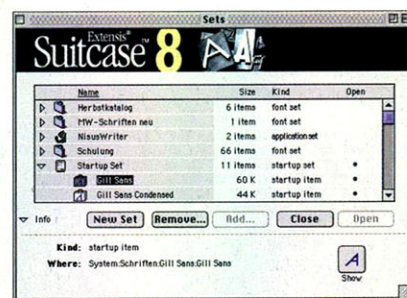 Sets
Extensis™
Suitcase 8
Name Size Kind Open
Herbstkatalog 6 items font set
MW-Schriften neu 1 item font set
NisusWriter 2 items application set
Schulung 66 items font set
Startup Set 11 items startup set •
Gill Sans 60 K startup item •
Gill Sans Condensed 44 K startup item •
Info New Set Remove... Add... Close Open
Kind: startup item
Where: System:Schriften:Gill Sans:Gill Sans
Show